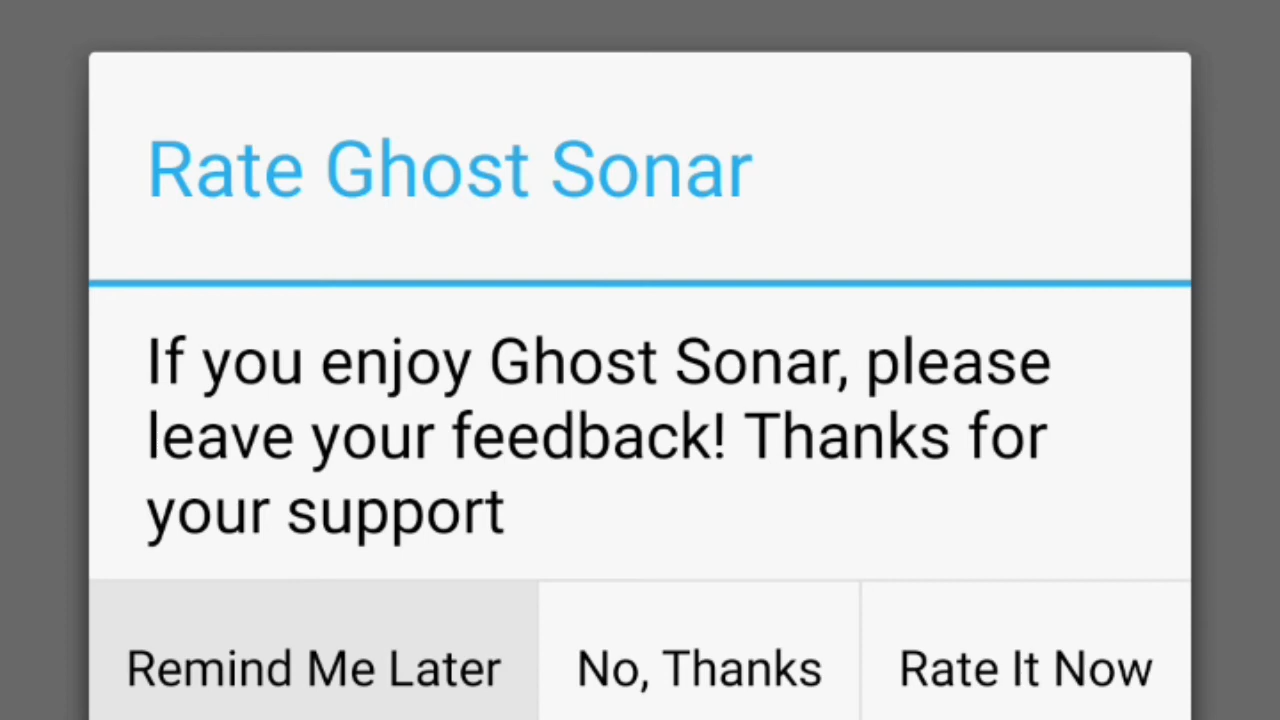 Rate Ghost Sonar
If you enjoy Ghost Sonar, please
leave your feedback! Thanks for
your support
Remind Me Later
No, Thanks
Rate It Now